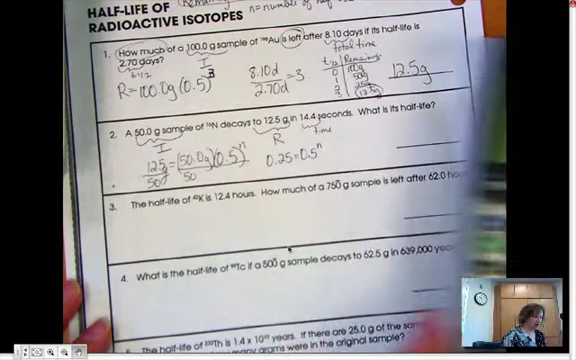 HALF-LIFE OF
RADIOACTIVE ISOTOPES
n=number of half
1. How much of a 100.0 g sample of ¹⁹⁸Au is left after 8.10 days if its half-life is
2.70 days?
total time
t1/2
I
R=100.0g(0.5)³
8.10d
2.70d
=3
t1/2 Remaining
0 100g
1 50g
2 25g
3 12.5g
12.5g
2. A 50.0 g sample of ¹⁶N decays to 12.5 g in 14.4 seconds. What is its half-life?
I
R
time
12.5g=(50.0g)(0.5)ⁿ
50g 50
0.25=0.5ⁿ
3. The half-life of ⁴²K is 12.4 hours. How much of a 750 g sample is left after 62.0 hou
4. What is the half-life of ⁹⁹Tc if a 500 g sample decays to 62.5 g in 639,000 yea
5. The half-life of ²³²Th is 1.4 x 10¹⁰ years. If there are 25.0 g of the sam
many grams were in the original sample?